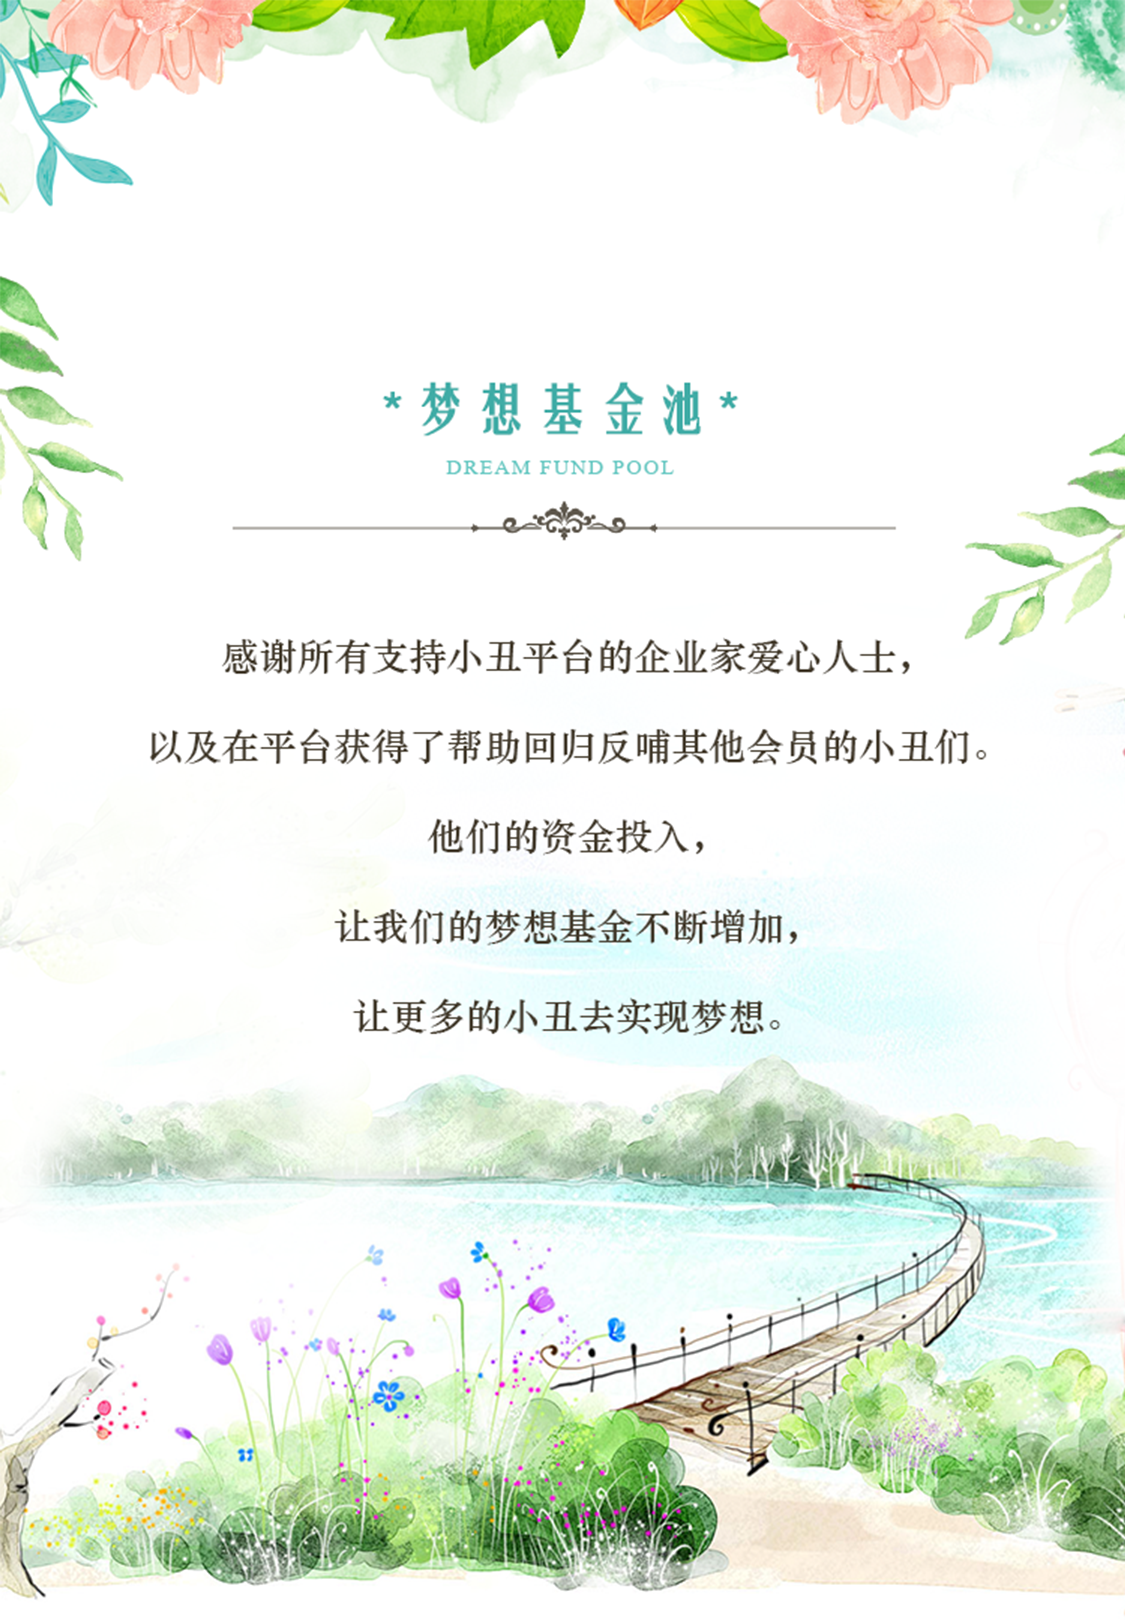 *梦想基金池*
DREAM FUND POOL
感谢所有支持小丑平台的企业家爱心人士，
以及在平台获得了帮助回归反哺其他会员的小丑们。
他们的资金投入，
让我们的梦想基金不断增加，
让更多的小丑去实现梦想。